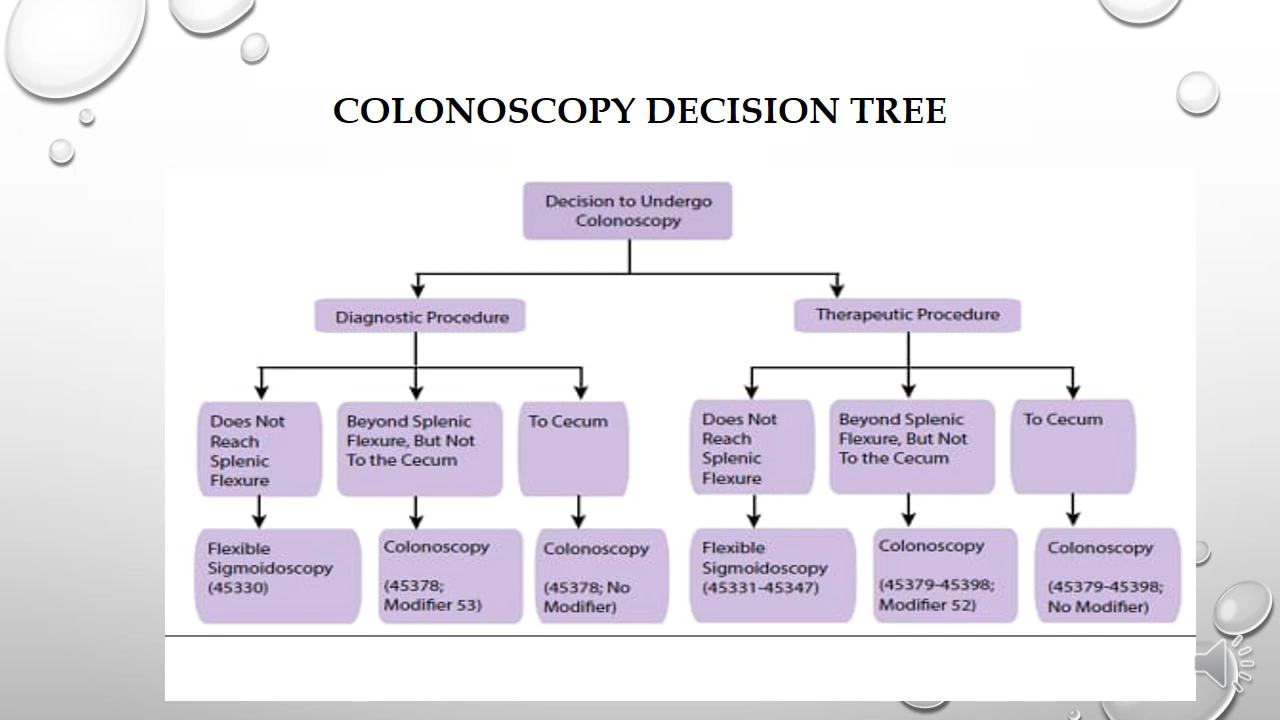 COLONOSCOPY DECISION TREE
Decision to Undergo
Colonoscopy
Diagnostic Procedure
Therapeutic Procedure
Does Not
Reach
Splenic
Flexure
Beyond Splenic
Flexure, But Not
To the Cecum
To Cecum
Does Not
Reach
Splenic
Flexure
Beyond Splenic
Flexure, But Not
To the Cecum
To Cecum
Flexible
Sigmoidoscopy
(45330)
Colonoscopy
(45378;
Modifier 53)
Colonoscopy
(45378; No
Modifier)
Flexible
Sigmoidoscopy
(45331-45347)
Colonoscopy
(45379-45398;
Modifier 52)
Colonoscopy
(45379-45398;
No Modifier)